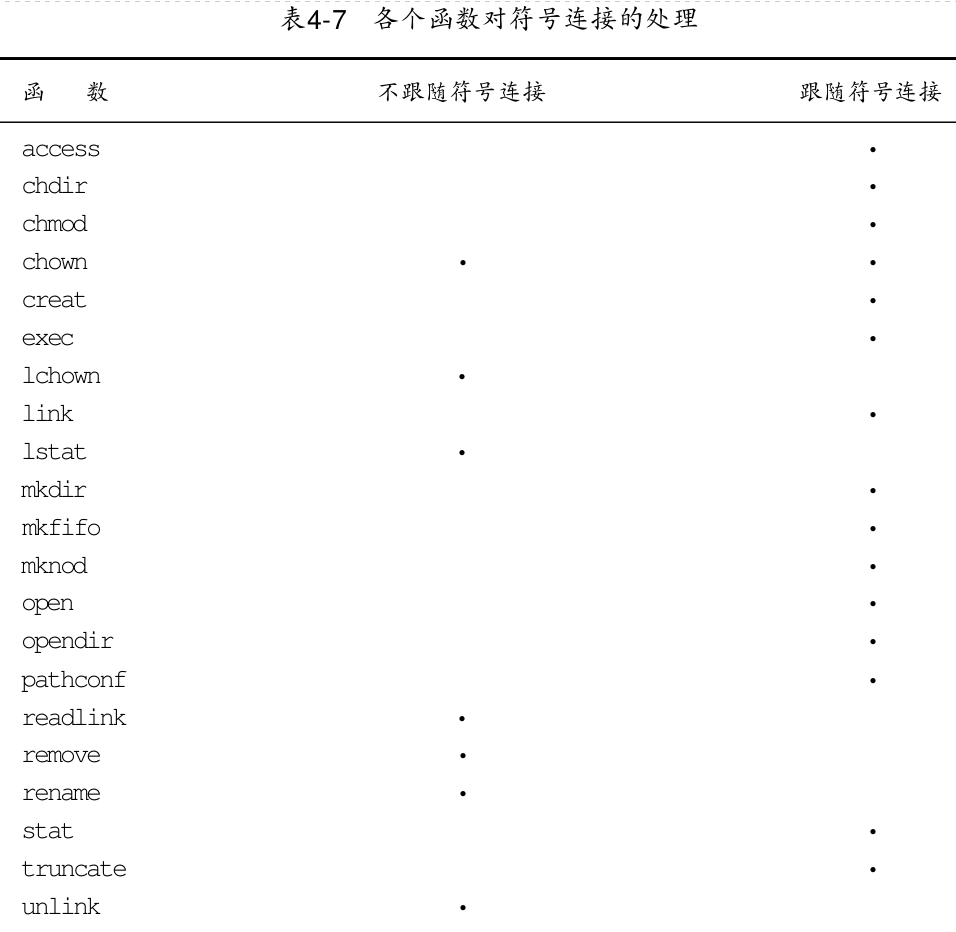 表4-7 各个函数对符号连接的处理
函 数 不跟随符号连接 跟随符号连接
access •
chdir •
chmod •
chown • •
creat •
exec •
lchown •
link •
lstat •
mkdir •
mkfifo •
mknod •
open •
opendir •
pathconf •
readlink •
remove •
rename •
stat •
truncate •
unlink •